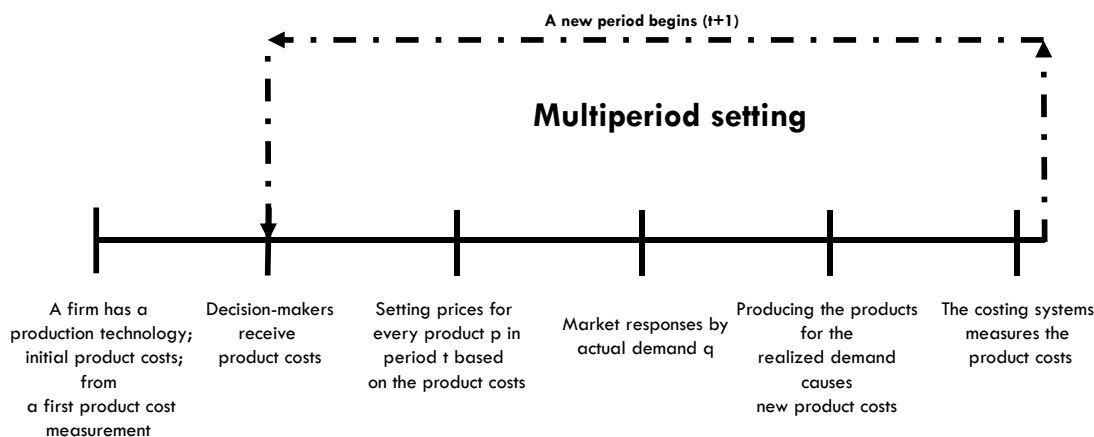 A new period begins (t+1)
Multiperiod setting
A firm has a
production technology;
initial product costs;
from
a first product cost
measurement
Decision-makers
receive
product costs
Setting prices for
every product p in
period t based
on the product costs
Market responses by
actual demand q
Producing the products
for the
realized demand
causes
new product costs
The costing systems
measures the
product costs